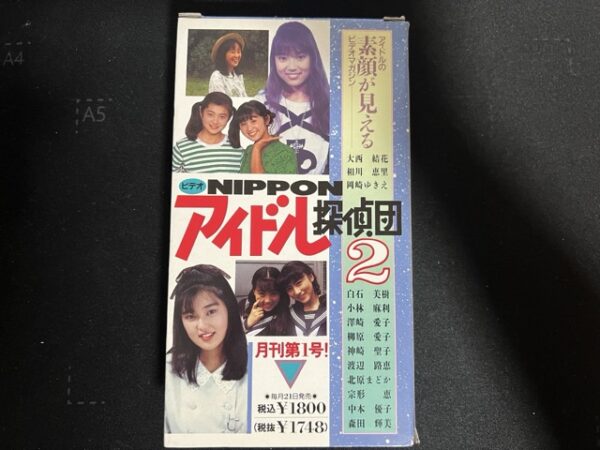 A4
A5
アイドルの
素顔が見える
ビデオマガジン
大西 結花
相川 恵里
岡崎ゆきえ
ビデオ
NIPPON
アイドル探偵団
2
白石 美樹
小林 麻利
澤崎 愛子
柳原 愛子
神崎 聖子
渡辺 路恵
北原まどか
宗形 恵
中木 優子
森田 輝美
月刊第1号!
●毎月21日発売●
税込¥1800
(税抜¥1748)